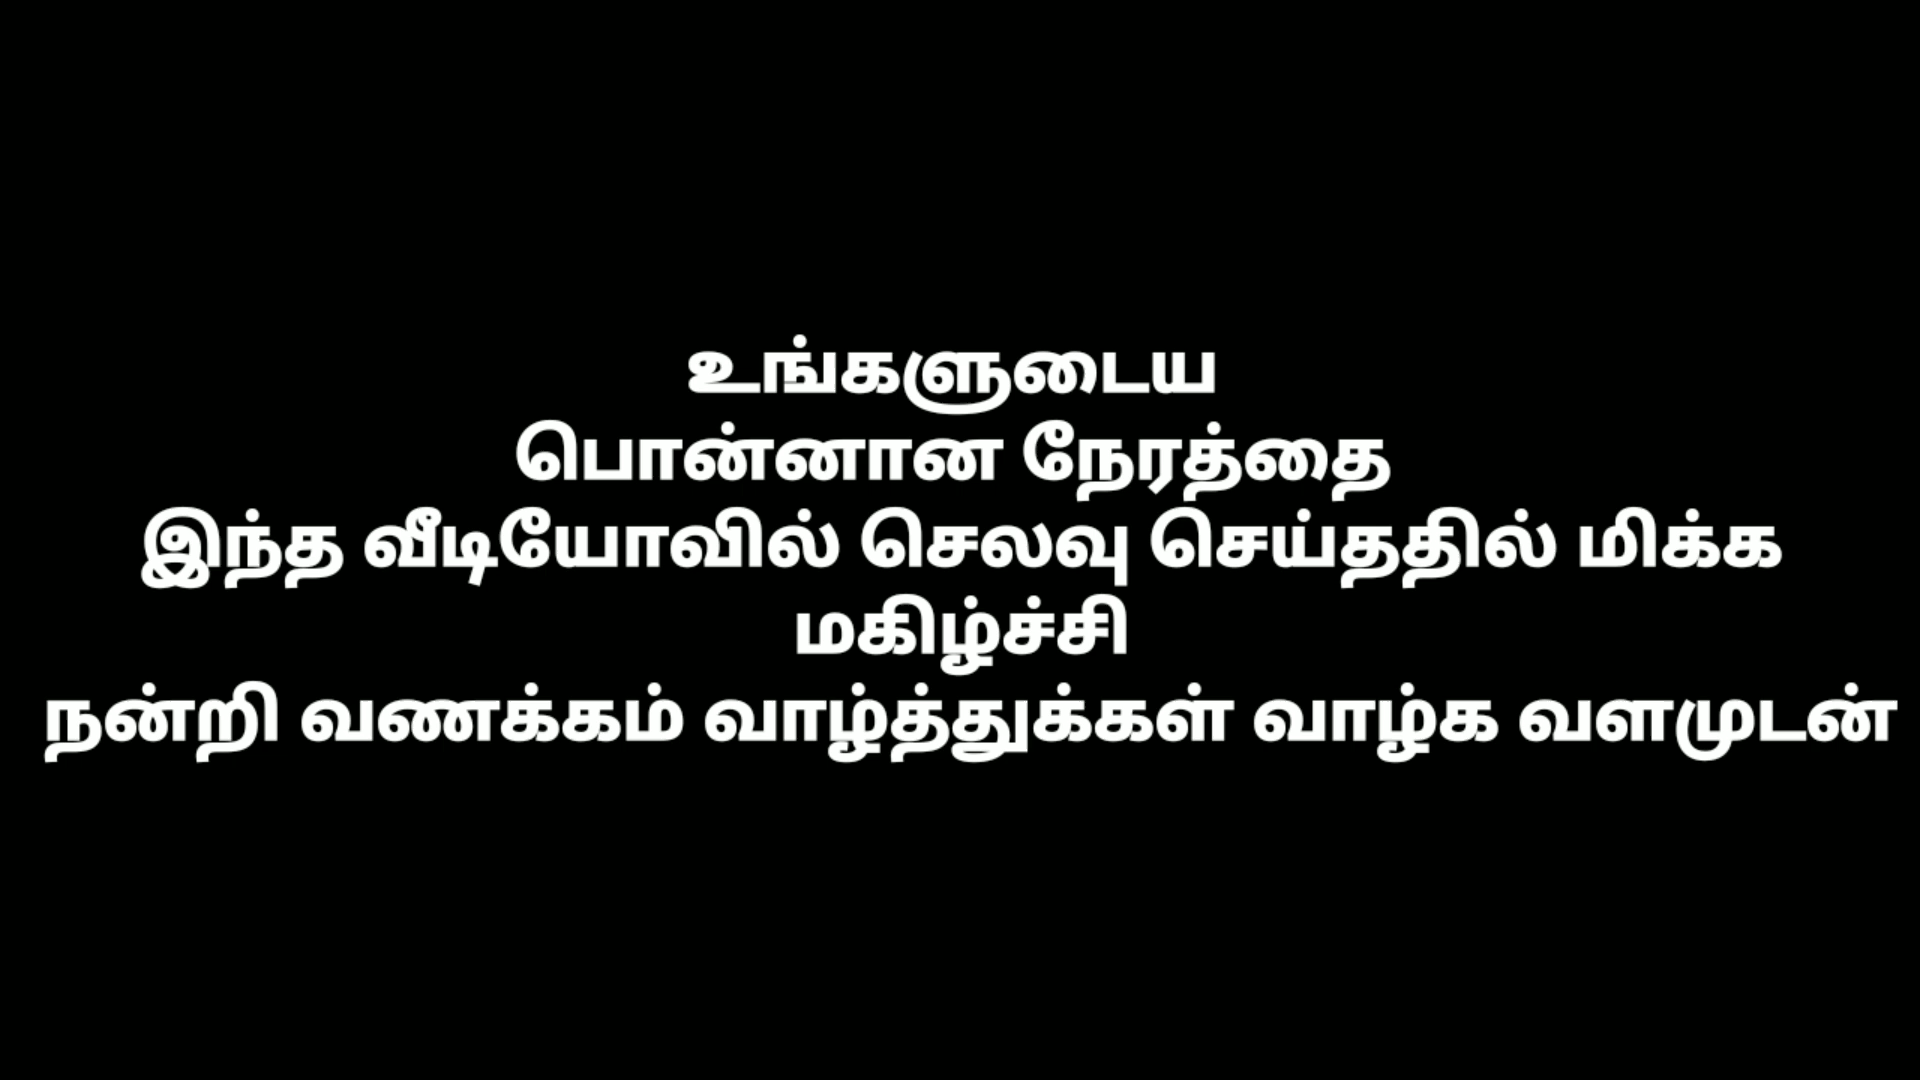 உங்களுடைய
பொன்னான நேரத்தை
இந்த வீடியோவில் செலவு செய்ததில் மிக்க
மகிழ்ச்சி
நன்றி வணக்கம் வாழ்த்துக்கள் வாழ்க வளமுடன்